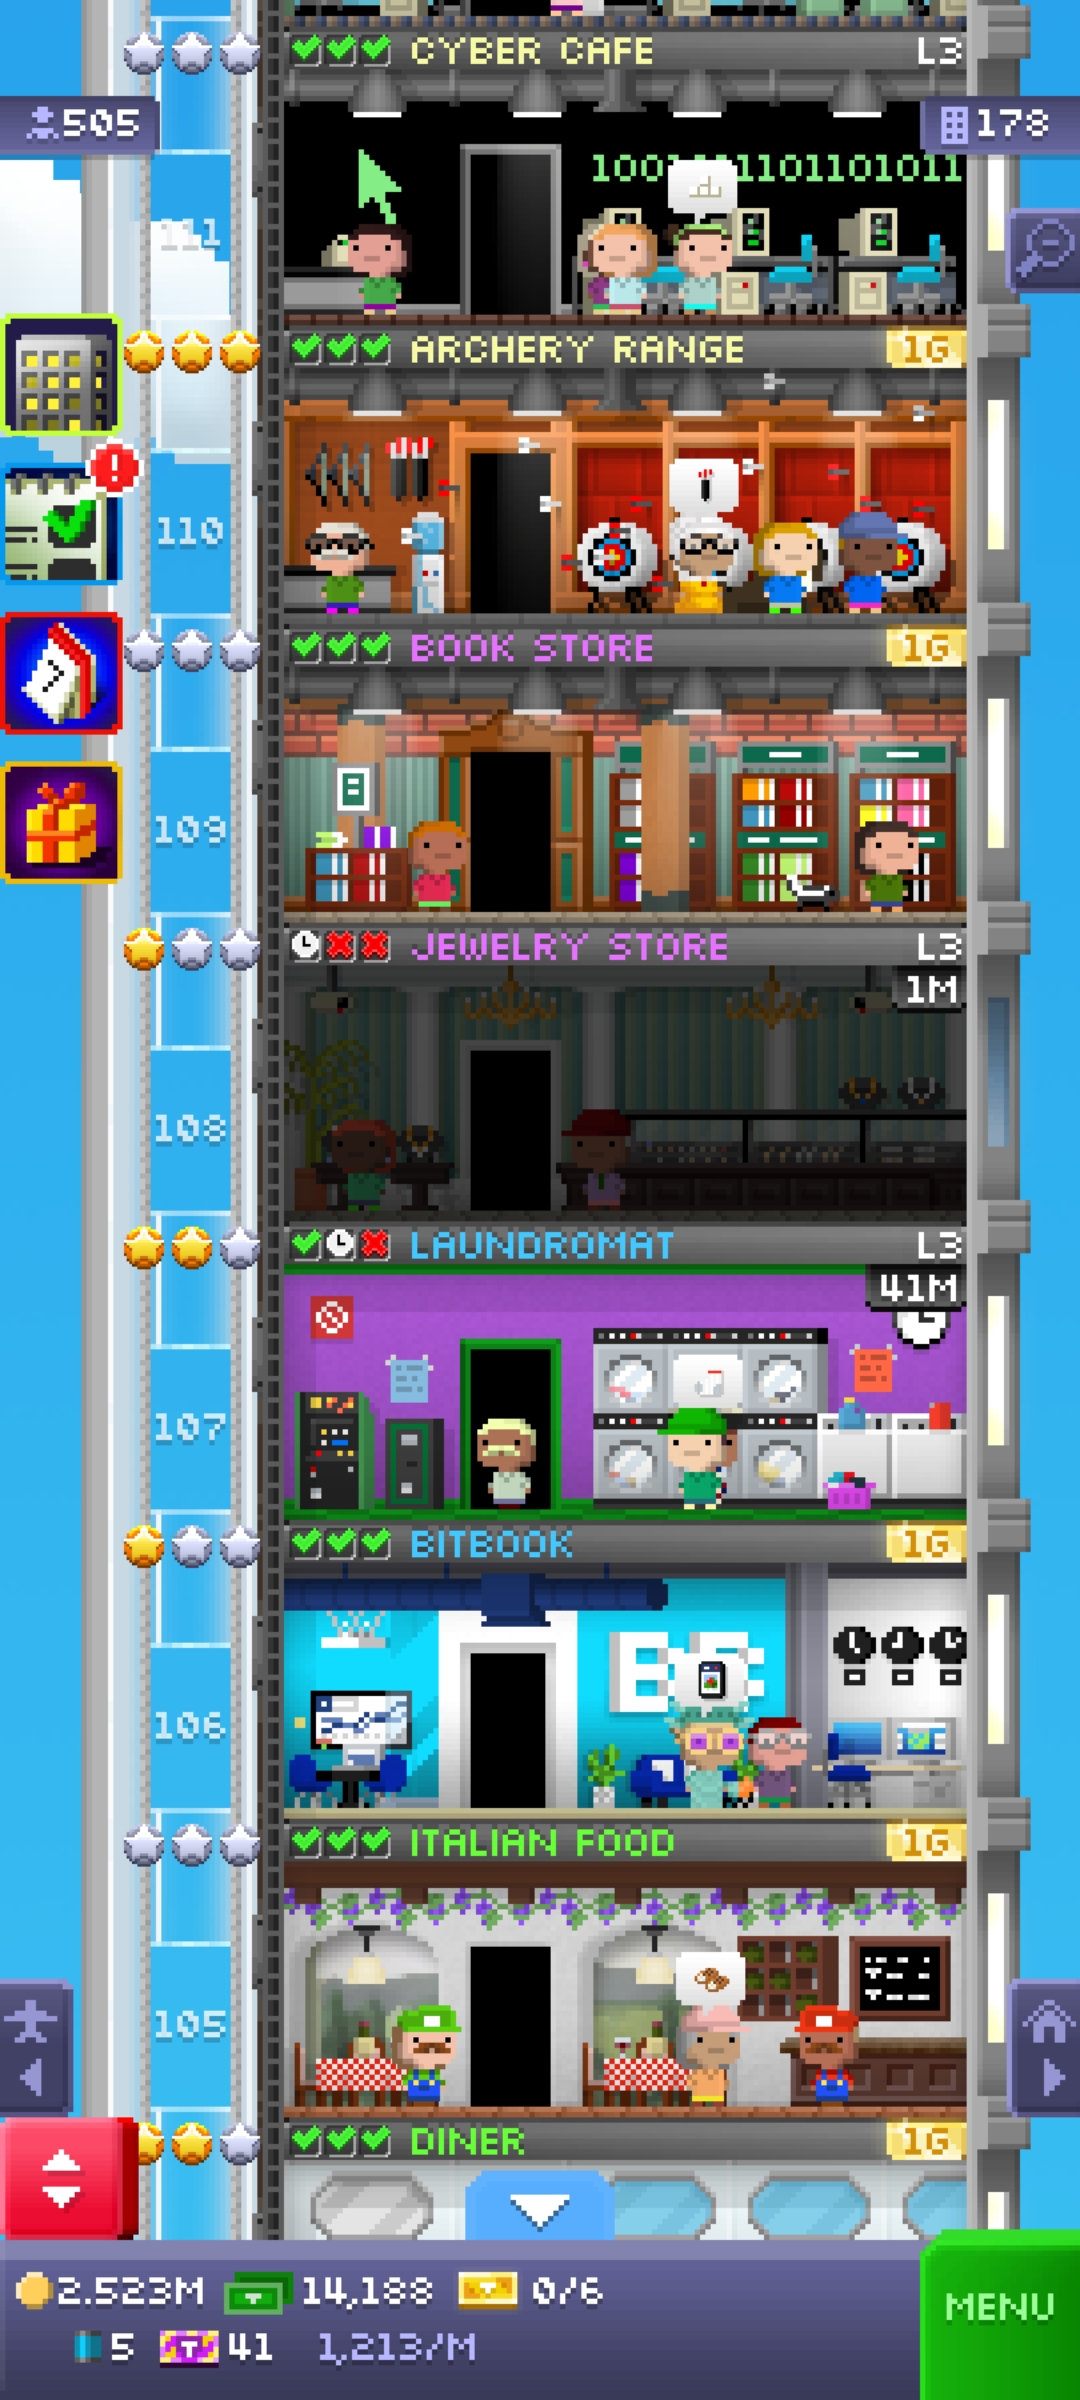 CYBER CAFE L3
505
178
1001011101101011
111
ARCHERY RANGE 1G
110
BOOK STORE 1G
109
JEWELRY STORE L3
1M
108
LAUNDROMAT L3
41M
107
BITBOOK 1G
106
ITALIAN FOOD 1G
105
DINER 1G
2.523M 14,188 0/6
5 41 1,213/M
MENU